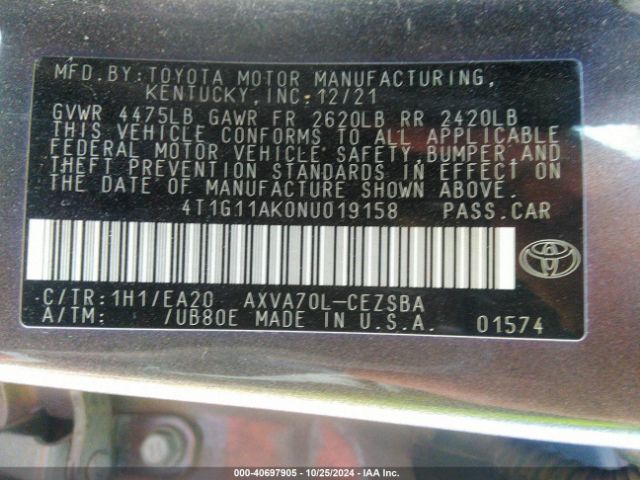 MFD. BY: TOYOTA MOTOR MANUFACTURING,
KENTUCKY, INC. 12/21
GVWR 4475LB GAWR FR 2620LB RR 2420LB
THIS VEHICLE CONFORMS TO ALL APPLICABLE
FEDERAL MOTOR VEHICLE SAFETY, BUMPER, AND
THEFT PREVENTION STANDARDS IN EFFECT ON
THE DATE OF MANUFACTURE SHOWN ABOVE.
4T1G11AK0NU019158 PASS. CAR
C/TR: 1H1/EA20 AXVA70L-CEZSBA
A/TM: /UB80E MADE IN U.S.A. 01574
000-40697905 | 10/25/2024 | IAA Inc.